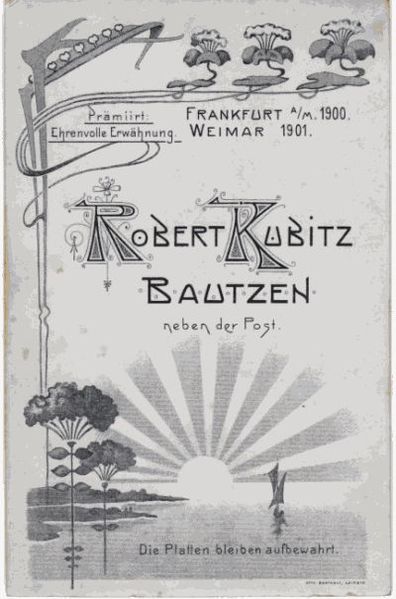 Prämiirt:
Ehrenvolle Erwähnung.
FRANKFURT A/M. 1900.
WEIMAR 1901.
ROBERT KUBITZ
BAUTZEN
neben der Post.
Die Platten bleiben aufbewahrt.